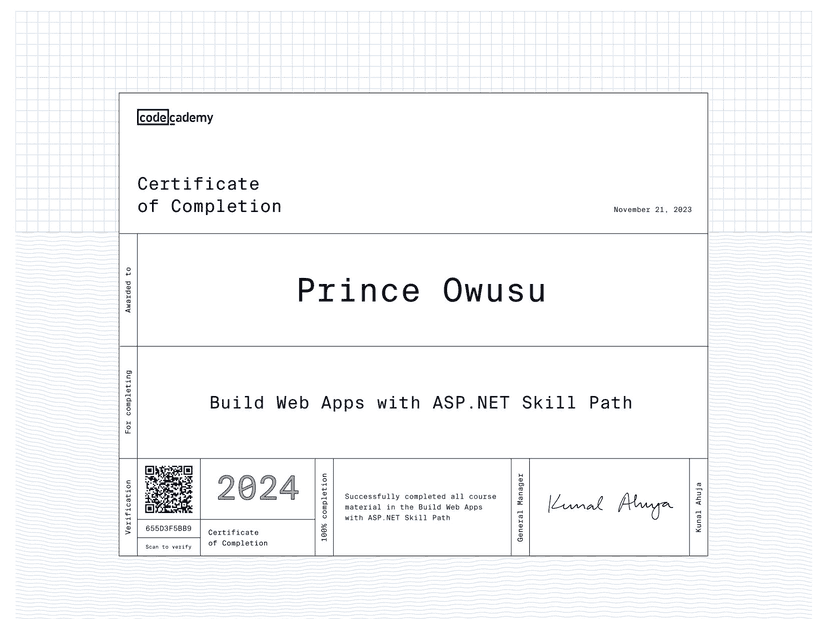 codecademy
Certificate
of Completion
November 21, 2023
Awarded to
Prince Owusu
For completing
Build Web Apps with ASP.NET Skill Path
Verification
655D3F5BB9
Scan to verify
2024
Certificate
of Completion
100% completion
Successfully completed all course
material in the Build Web Apps
with ASP.NET Skill Path
General Manager
Kunal Ahuja
Kunal Ahuja